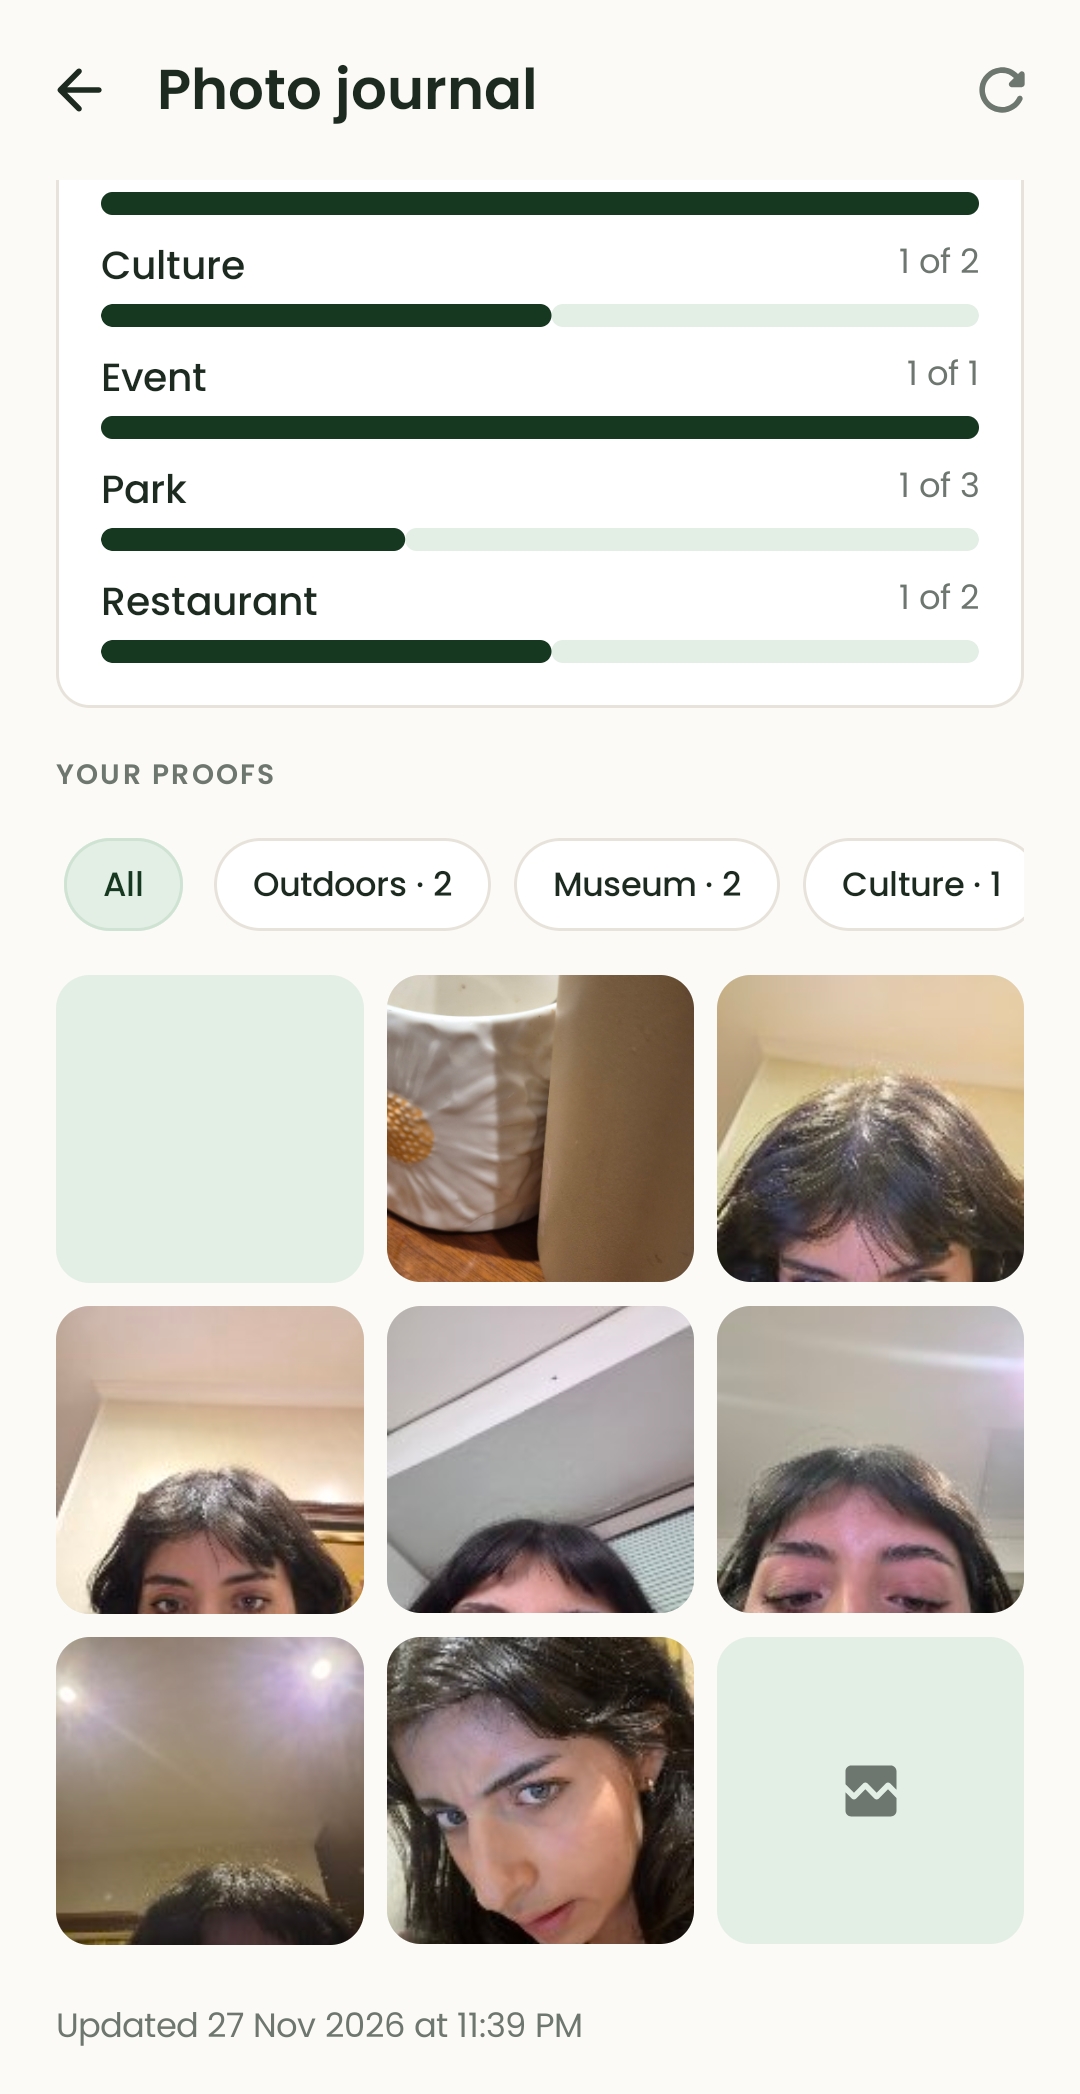 Photo journal
Culture
1 of 2
Event
1 of 1
Park
1 of 3
Restaurant
1 of 2
YOUR PROOFS
All
Outdoors · 2
Museum · 2
Culture · 1
Updated 27 Nov 2026 at 11:39 PM